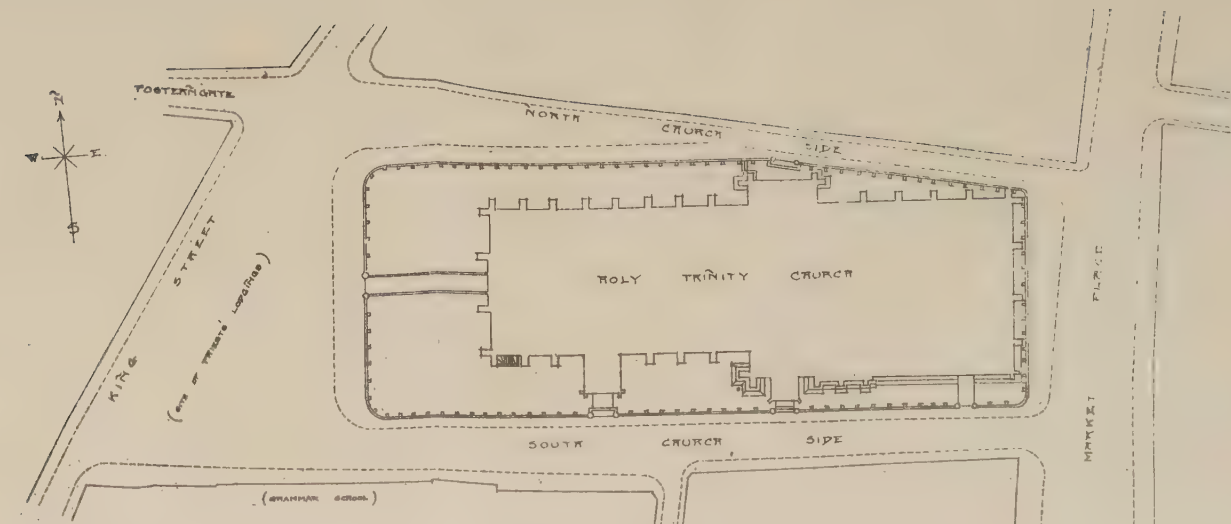 POSTERNGATE
NORTH CHURCH SIDE
N
W E
S
KING STREET
(SITE OF PRIESTS' LODGINGS)
HOLY TRINITY CHURCH
MARKET PLACE
SOUTH CHURCH SIDE
(GRAMMAR SCHOOL)